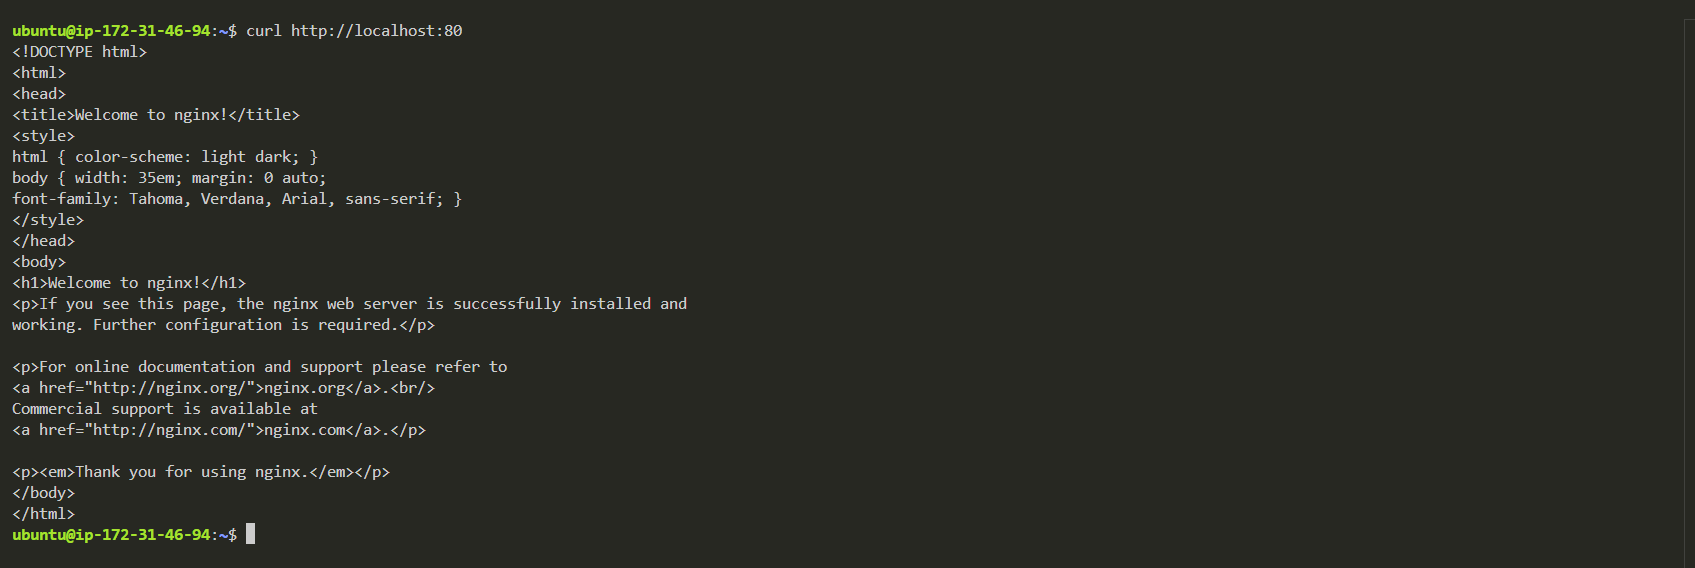 ubuntu@ip-172-31-46-94:~$ curl http://localhost:80
<!DOCTYPE html>
<html>
<head>
<title>Welcome to nginx!</title>
<style>
html { color-scheme: light dark; }
body { width: 35em; margin: 0 auto;
font-family: Tahoma, Verdana, Arial, sans-serif; }
</style>
</head>
<body>
<h1>Welcome to nginx!</h1>
<p>If you see this page, the nginx web server is successfully installed and
working. Further configuration is required.</p>

<p>For online documentation and support please refer to
<a href="http://nginx.org/">nginx.org</a>.<br/>
Commercial support is available at
<a href="http://nginx.com/">nginx.com</a>.</p>

<p><em>Thank you for using nginx.</em></p>
</body>
</html>
ubuntu@ip-172-31-46-94:~$